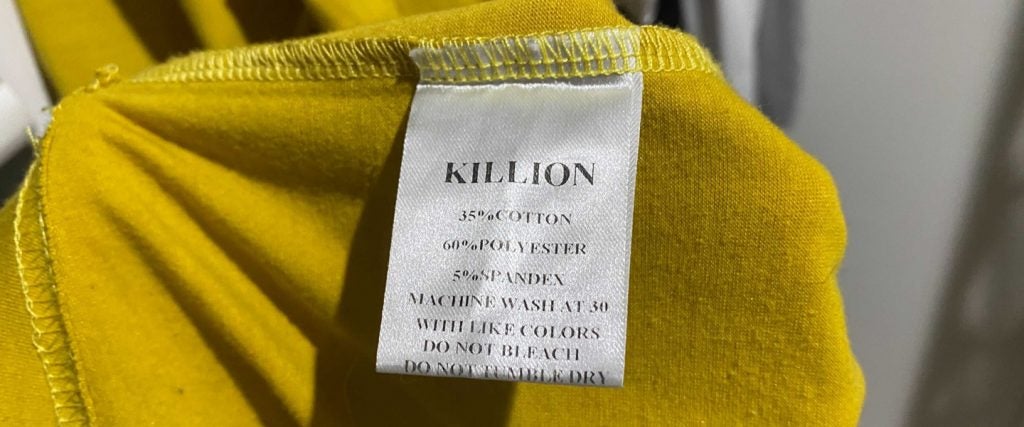 KILLION
35%COTTON
60%POLYESTER
5%SPANDEX
MACHINE WASH AT 30
WITH LIKE COLORS
DO NOT BLEACH
DO NOT TUMBLE DRY